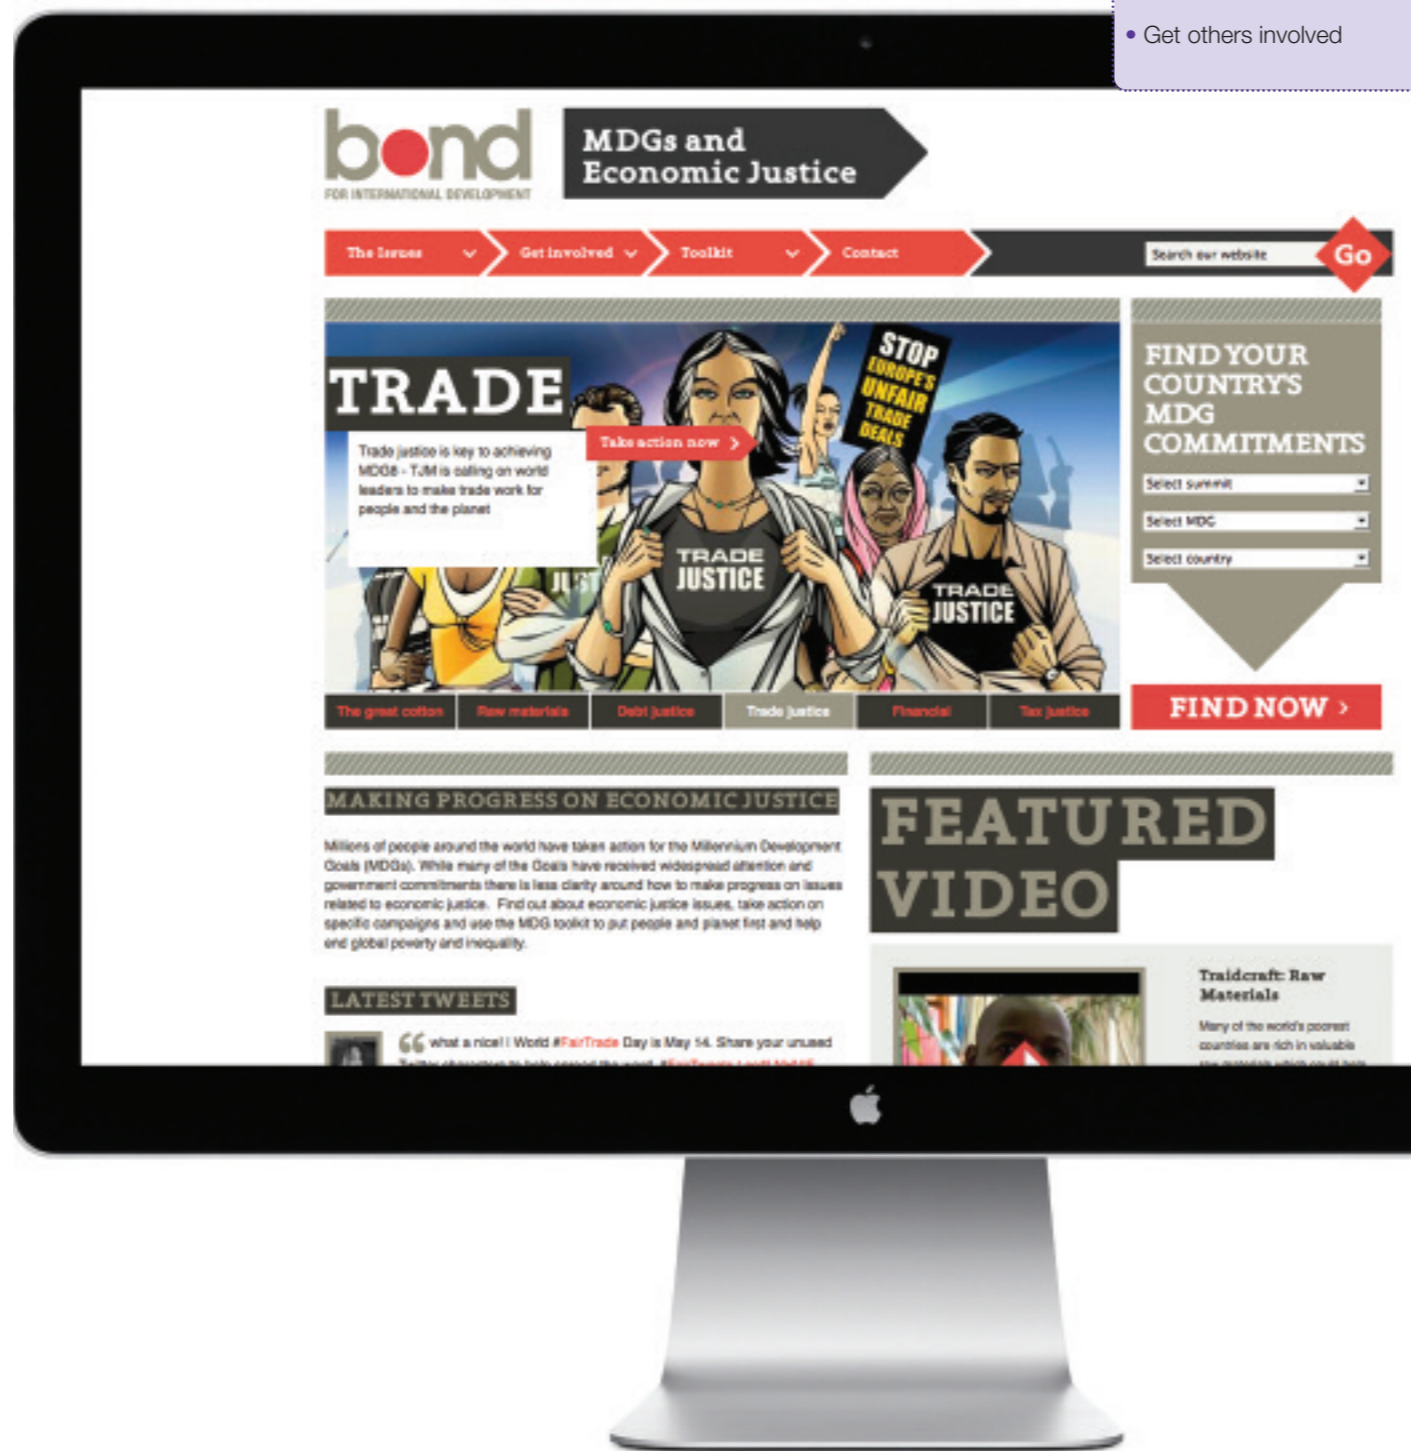 • Get others involved
bond
FOR INTERNATIONAL DEVELOPMENT
MDGs and
Economic Justice
The Issues
Get involved
Toolkit
Contact
Search our website
Go
TRADE
Trade justice is key to achieving
MDG8 - TJM is calling on world
leaders to make trade work for
people and the planet
Take action now >
STOP
EUROPE'S
UNFAIR
TRADE
DEALS
JUST
TRADE
JUSTICE
TRADE
JUSTICE
The great cotton
Raw materials
Debt justice
Trade justice
Financial
Tax justice
FIND YOUR
COUNTRY'S
MDG
COMMITMENTS
Select summit
Select MDG
Select country
FIND NOW >
MAKING PROGRESS ON ECONOMIC JUSTICE
Millions of people around the world have taken action for the Millennium Development
Goals (MDGs). While many of the Goals have received widespread attention and
government commitments there is less clarity around how to make progress on issues
related to economic justice. Find out about economic justice issues, take action on
specific campaigns and use the MDG toolkit to put people and planet first and help
end global poverty and inequality.
LATEST TWEETS
“ what a nice! | World #FairTrade Day is May 14. Share your unused
FEATURED
VIDEO
Traidcraft: Raw
Materials
Many of the world's poorest
countries are rich in valuable